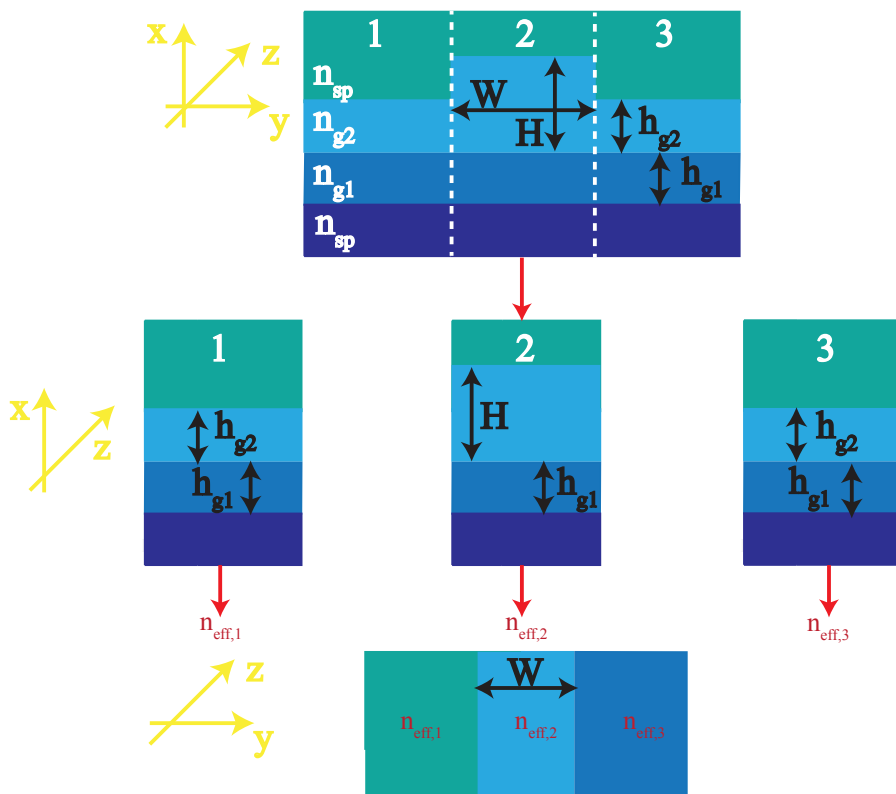 1 2 3
x
z
y
n_sp
W
n_g2
H
h_g2
n_g1
h_g1
n_sp
1 2 3
x
z
h_g2
H
h_g2
h_g1
h_g1
h_g1
n_eff,1 n_eff,2 n_eff,3
z
y
W
n_eff,1 n_eff,2 n_eff,3